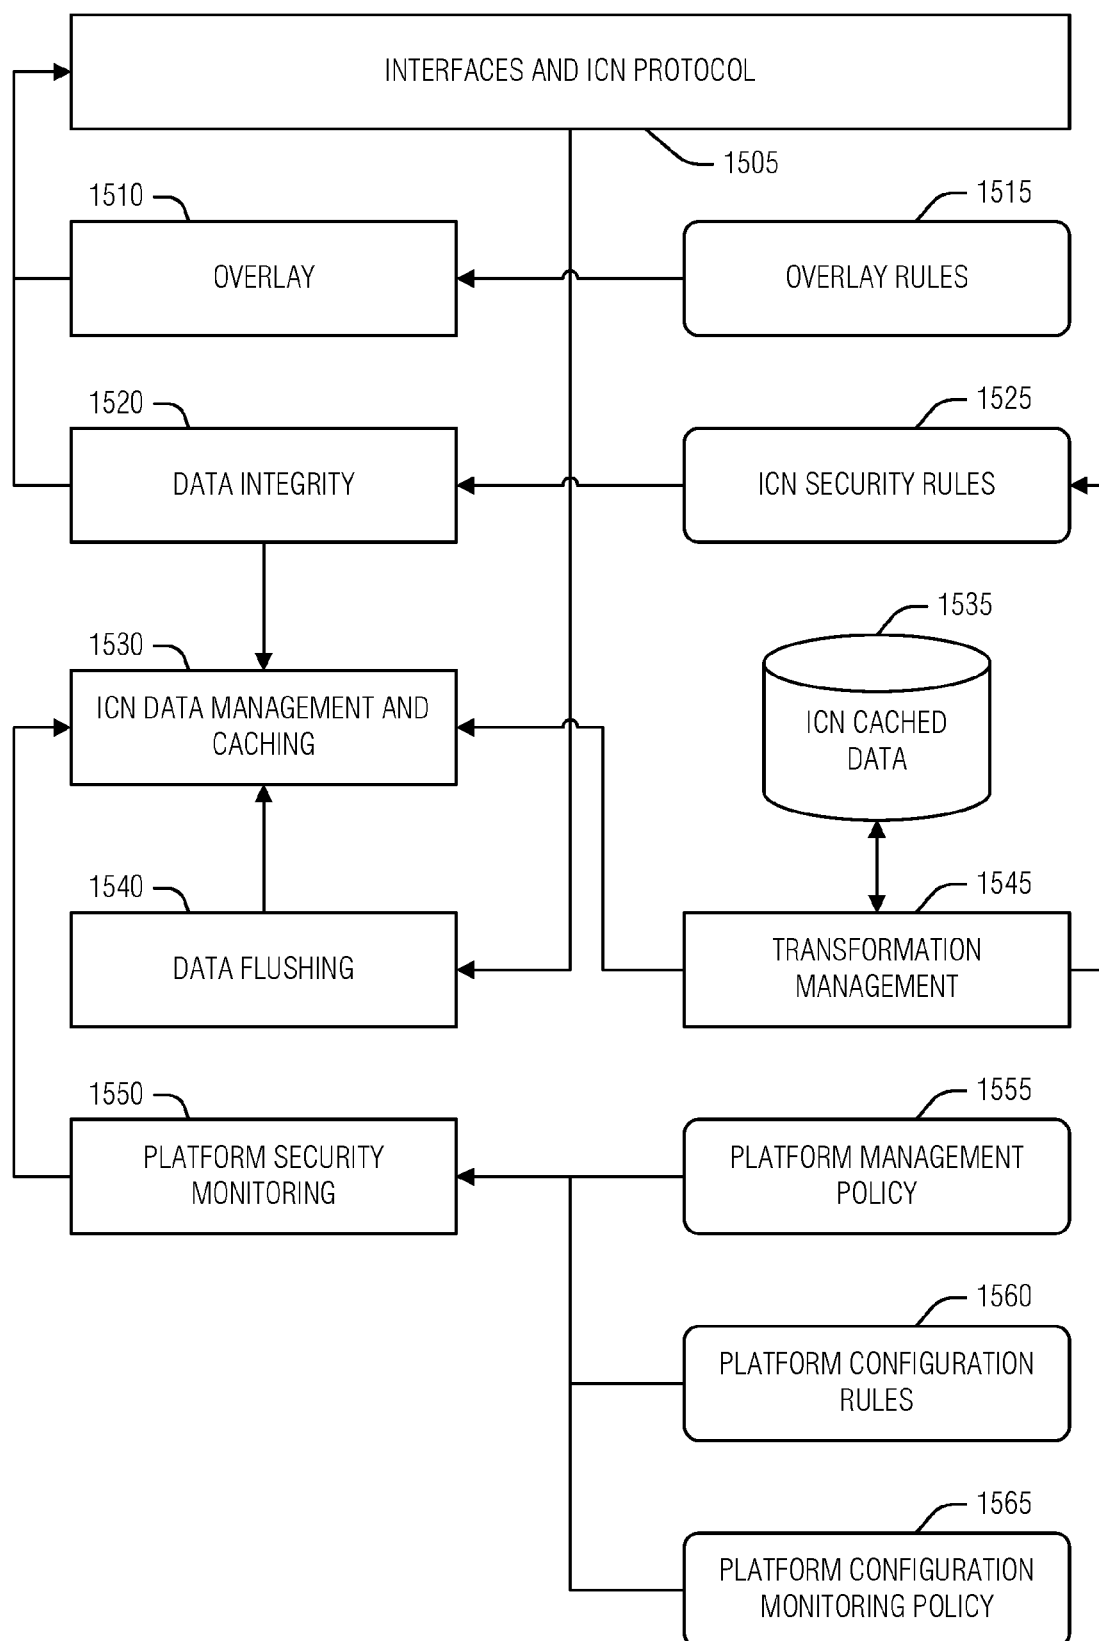 INTERFACES AND ICN PROTOCOL
1505
1510
1515
OVERLAY
OVERLAY RULES
1520
1525
DATA INTEGRITY
ICN SECURITY RULES
1535
1530
ICN DATA MANAGEMENT AND
CACHING
ICN CACHED
DATA
1540
1545
DATA FLUSHING
TRANSFORMATION
MANAGEMENT
1550
1555
PLATFORM SECURITY
MONITORING
PLATFORM MANAGEMENT
POLICY
1560
PLATFORM CONFIGURATION
RULES
1565
PLATFORM CONFIGURATION
MONITORING POLICY